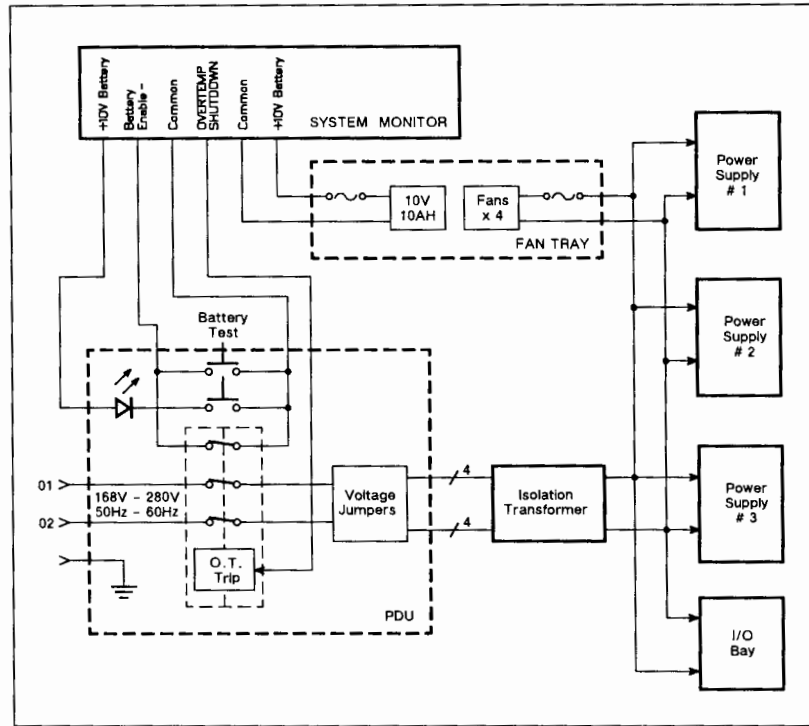 +10V Battery
Battery
Enable -
Common
OVERTEMP
SHUTDOWN
Common
+10V Battery
SYSTEM MONITOR
10V
10AH
Fans
x 4
FAN TRAY
Power
Supply
# 1
Battery
Test
Power
Supply
# 2
01
168V - 280V
50Hz - 60Hz
02
Voltage
Jumpers
4
4
Isolation
Transformer
Power
Supply
# 3
O.T.
Trip
PDU
I/O
Bay